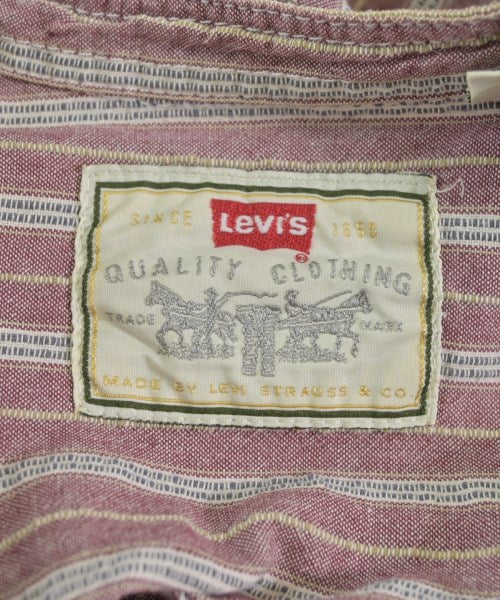 SINCE Levi's 1853
®
QUALITY CLOTHING
TRADE MARK
MADE BY LEVI STRAUSS & CO.